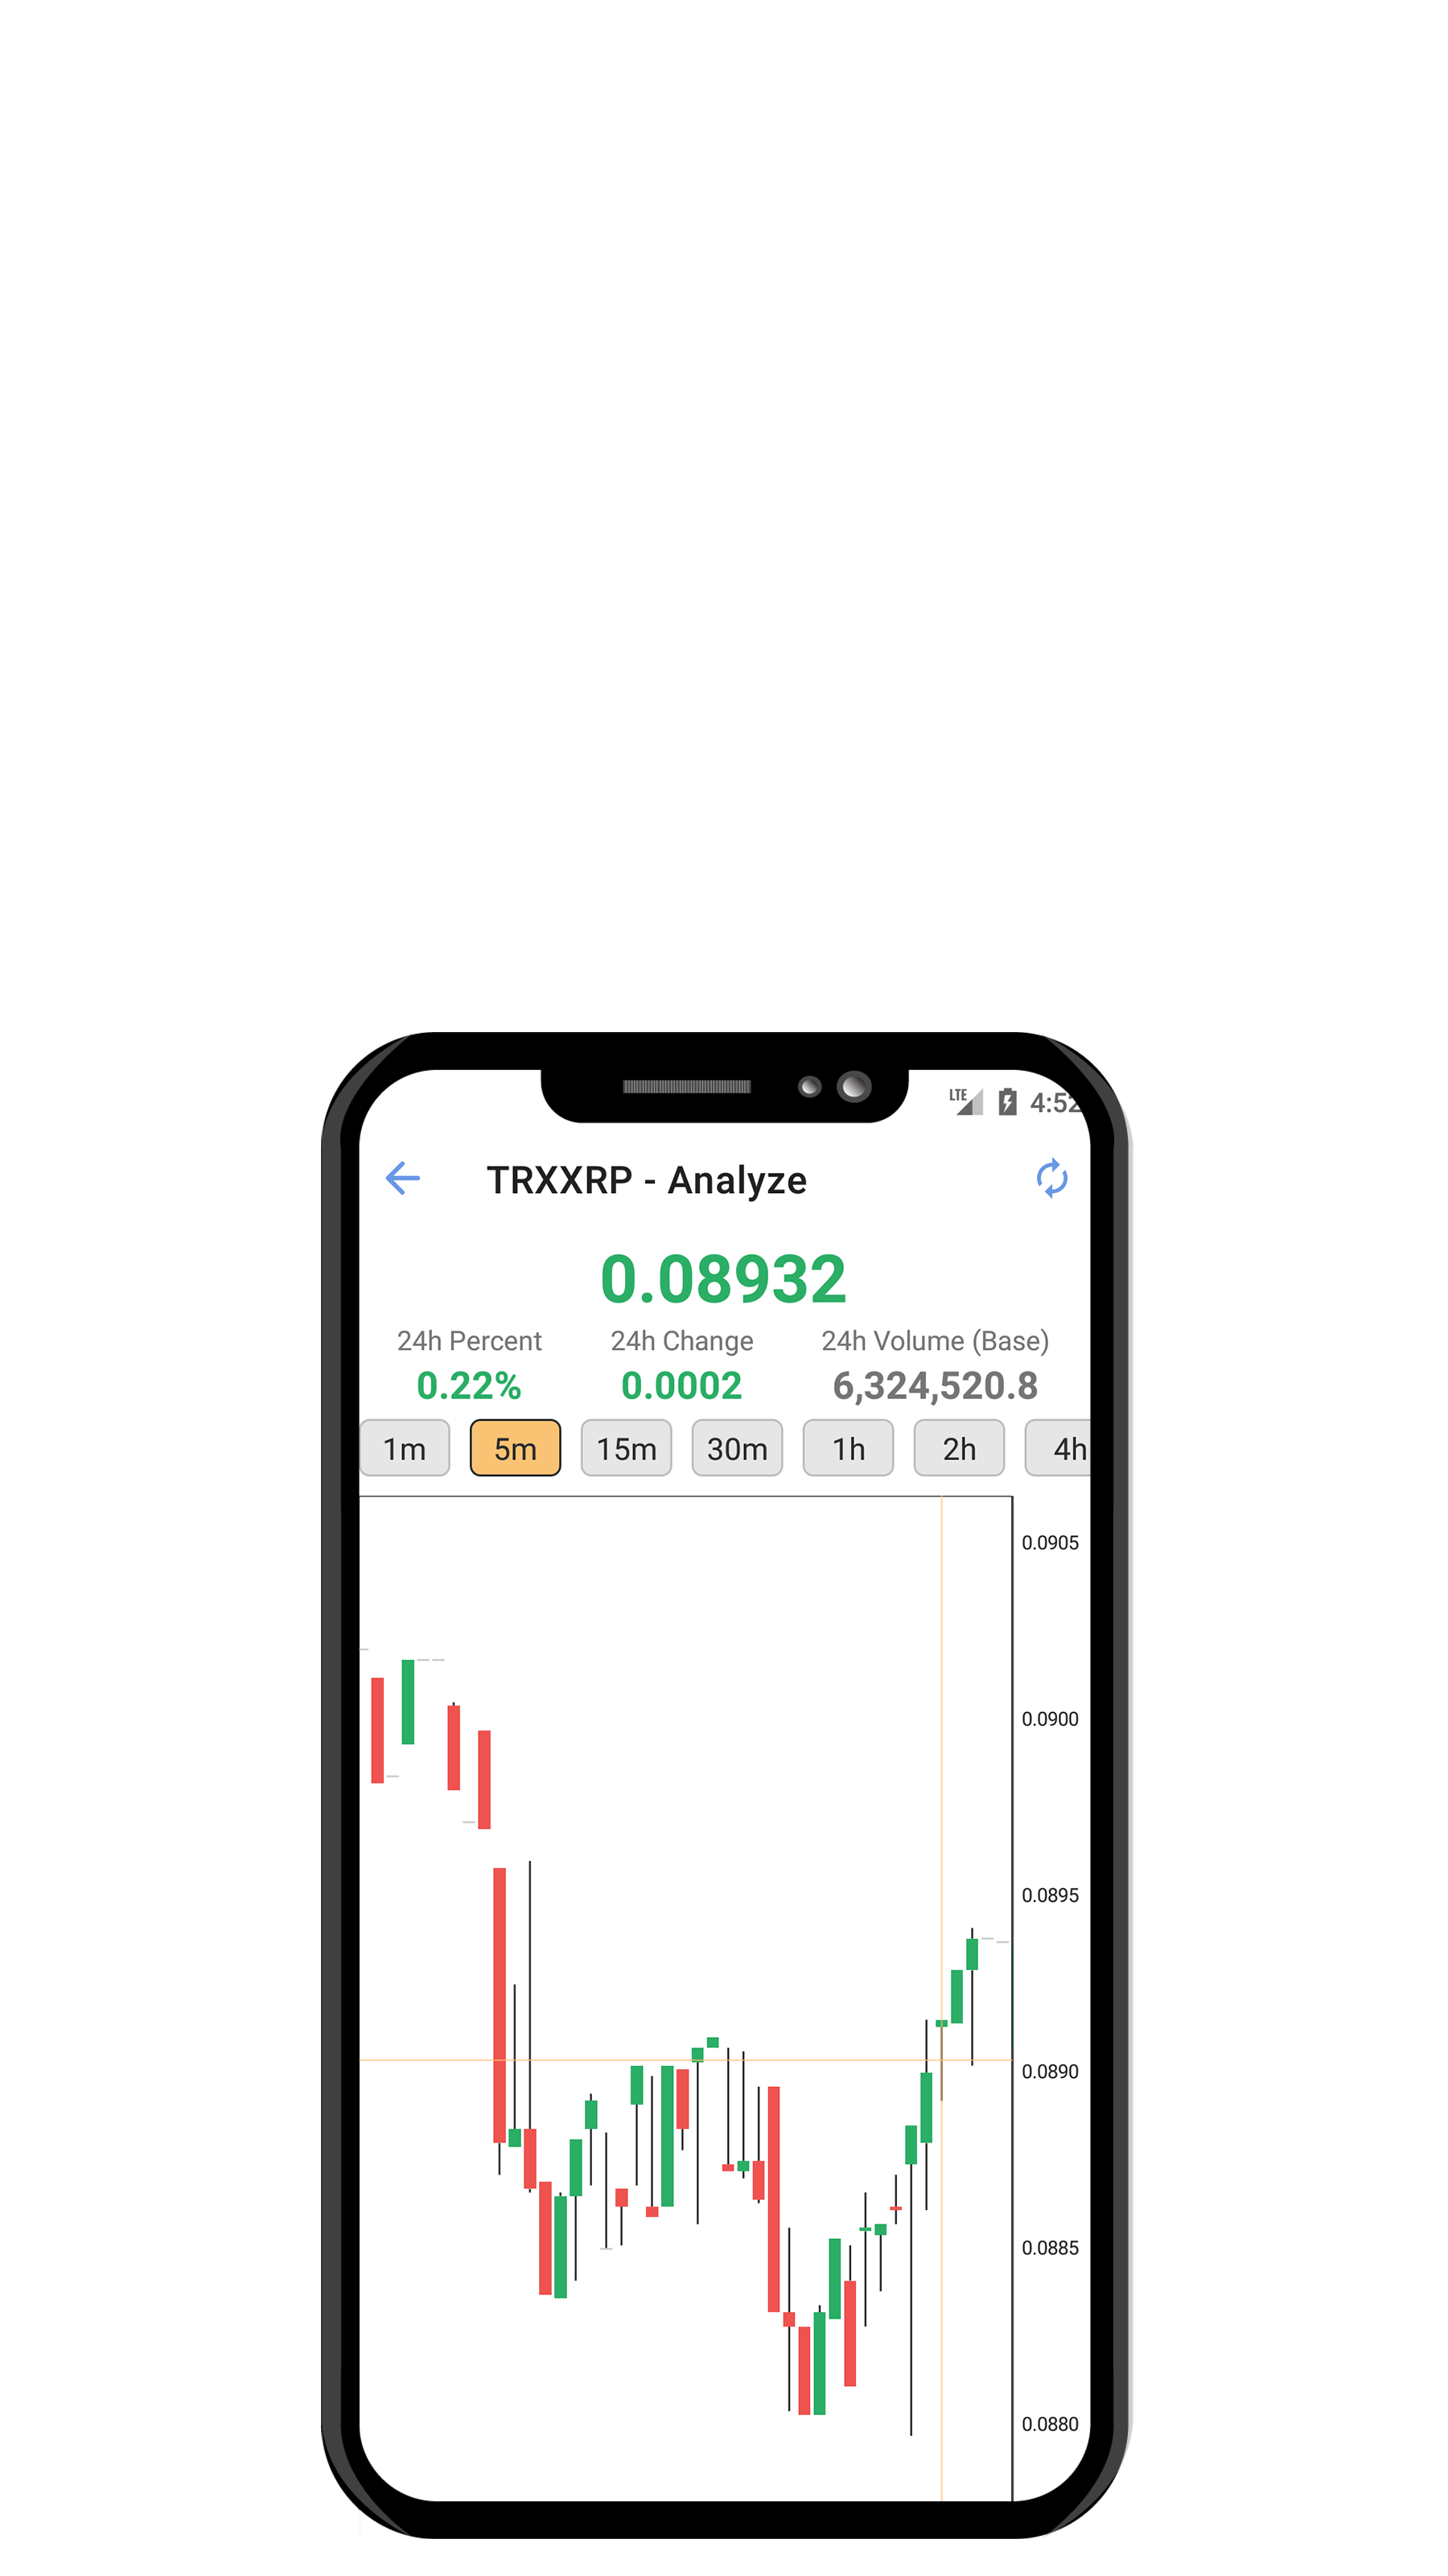 LTE 4:52
TRXXRP - Analyze
0.08932
24h Percent 24h Change 24h Volume (Base)
0.22% 0.0002 6,324,520.8
1m 5m 15m 30m 1h 2h 4h
0.0905
0.0900
0.0895
0.0890
0.0885
0.0880